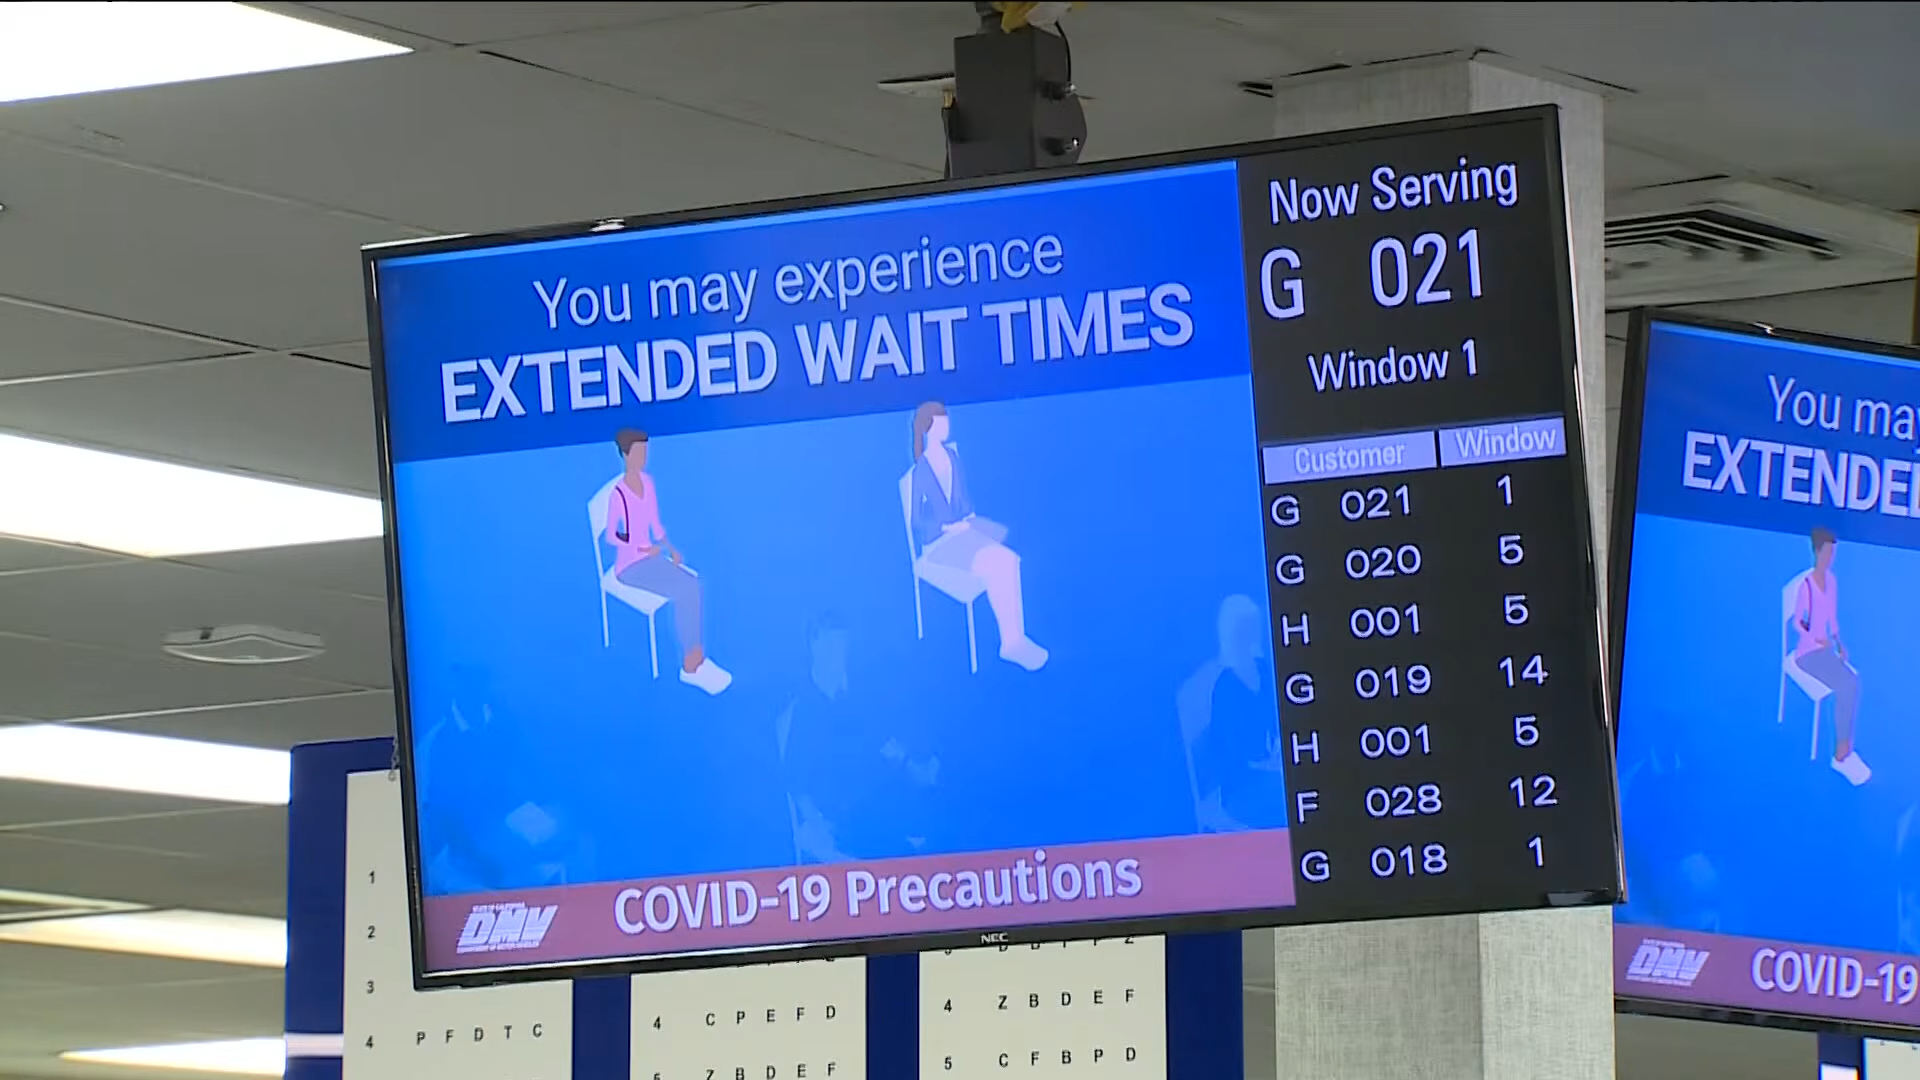 You may experience
EXTENDED WAIT TIMES
COVID-19 Precautions
DMV
NEC
Now Serving
G 021
Window 1
Customer Window
G 021 1
G 020 5
H 001 5
G 019 14
H 001 5
F 028 12
G 018 1
You may
EXTENDED
DMV
COVID-19
1
2
3
4 P F D T C
4 C P E F D
5 Z B D E F
4 Z B D E F
5 C F B P D